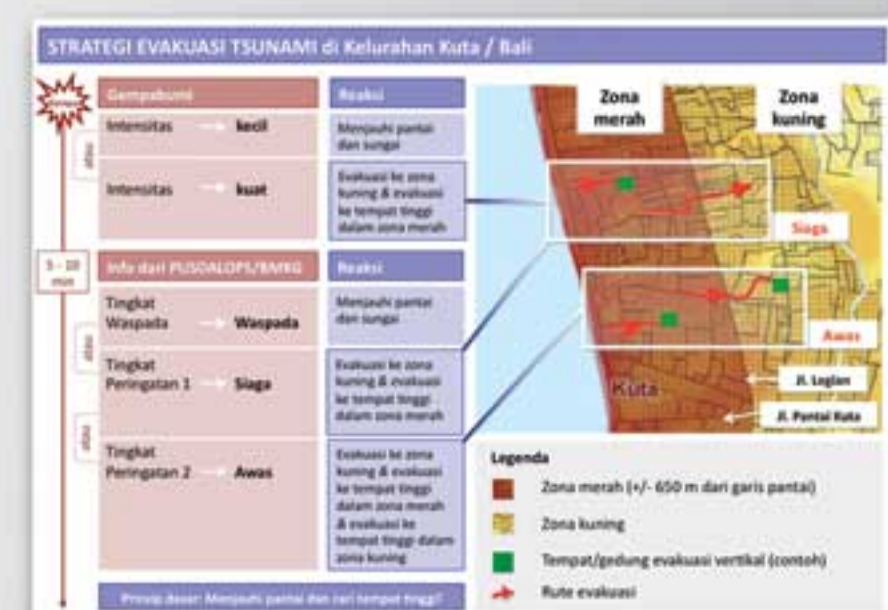 STRATEGI EVAKUASI TSUNAMI di Kelurahan Kuta / Bali
Gempabumi
Reaksi
Intensitas
kecil
Menjauhi pantai
dan sungai
atau
Intensitas
kuat
Evakuasi ke zona
kuning & evakuasi
ke tempat tinggi
dalam zona merah
5 - 10
min
Info dari PUSDALOPS/BMKG
Reaksi
Tingkat
Waspada
Waspada
Menjauhi pantai
dan sungai
atau
Tingkat
Peringatan 1
Siaga
Evakuasi ke zona
kuning & evakuasi
ke tempat tinggi
dalam zona merah
atau
Tingkat
Peringatan 2
Awas
Evakuasi ke zona
kuning & evakuasi
ke tempat tinggi
dalam zona merah
& evakuasi ke
tempat tinggi dalam
zona kuning
Prinsip dasar: Menjauhi pantai dan cari tempat tinggi!
Zona
merah
Zona
kuning
Siaga
Awas
Kuta
Jl. Legian
Jl. Pantai Kuta
Legenda
Zona merah (+/- 650 m dari garis pantai)
Zona kuning
Tempat/gedung evakuasi vertikal (contoh)
Rute evakuasi